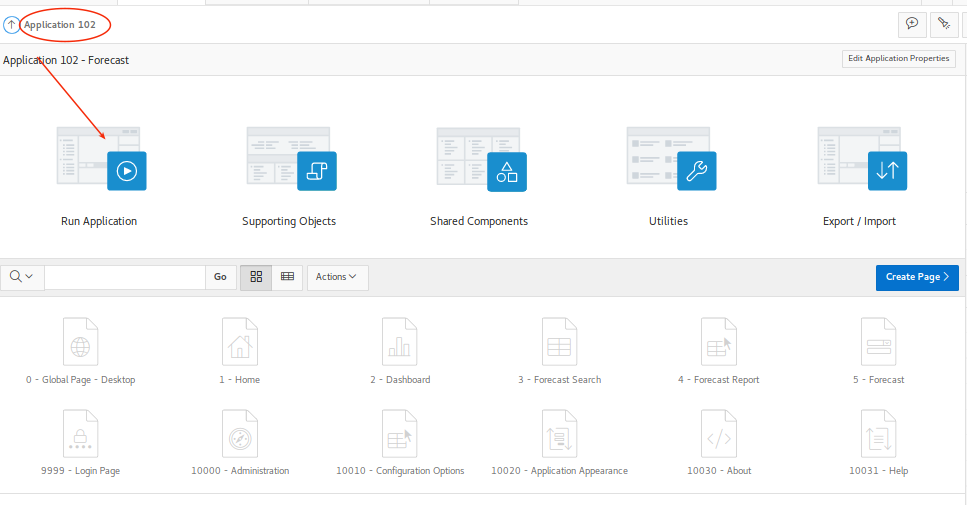 Application 102
Application 102 - Forecast
Edit Application Properties
Run Application
Supporting Objects
Shared Components
Utilities
Export / Import
Go
Actions
Create Page
0 - Global Page - Desktop
1 - Home
2 - Dashboard
3 - Forecast Search
4 - Forecast Report
5 - Forecast
9999 - Login Page
10000 - Administration
10010 - Configuration Options
10020 - Application Appearance
10030 - About
10031 - Help